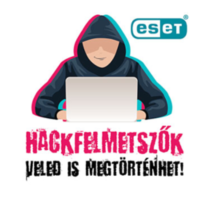 eseT
HACKFELMETSZŐK
VELED IS MEGTÖRTÉNHET!